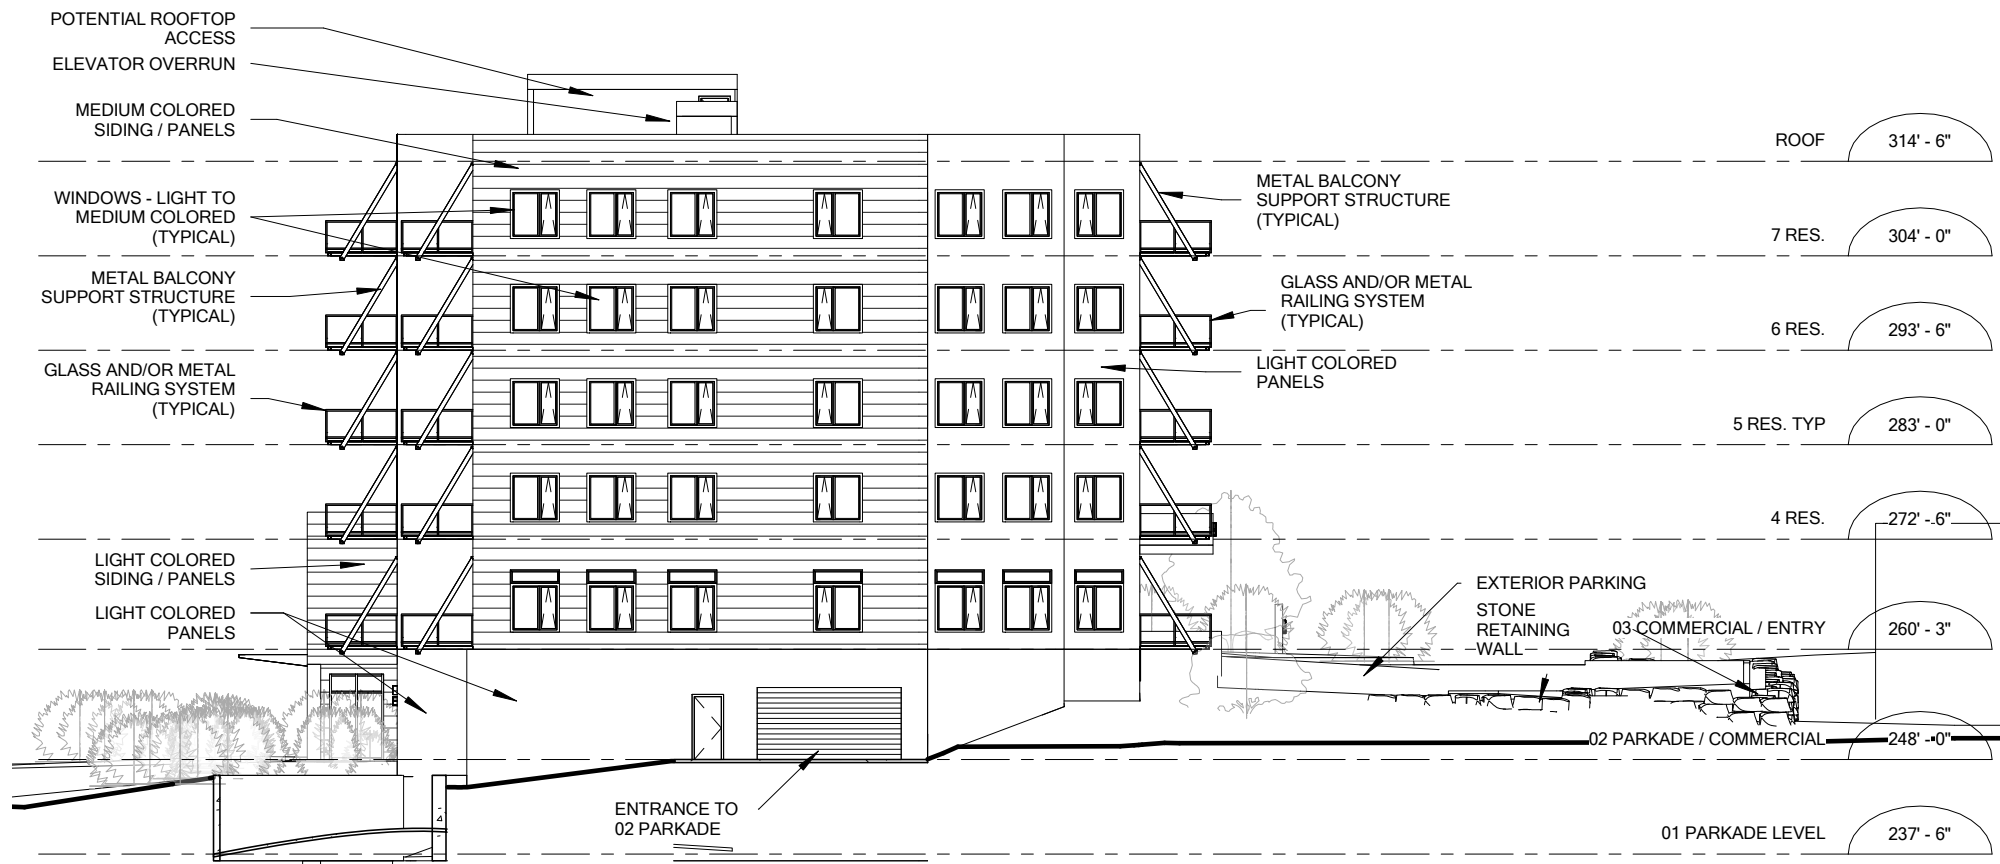 POTENTIAL ROOFTOP
ACCESS
ELEVATOR OVERRUN
MEDIUM COLORED
SIDING / PANELS
WINDOWS - LIGHT TO
MEDIUM COLORED
(TYPICAL)
METAL BALCONY
SUPPORT STRUCTURE
(TYPICAL)
GLASS AND/OR METAL
RAILING SYSTEM
(TYPICAL)
LIGHT COLORED
SIDING / PANELS
LIGHT COLORED
PANELS
ENTRANCE TO
02 PARKADE
METAL BALCONY
SUPPORT STRUCTURE
(TYPICAL)
GLASS AND/OR METAL
RAILING SYSTEM
(TYPICAL)
LIGHT COLORED
PANELS
EXTERIOR PARKING
STONE
RETAINING
WALL
ROOF 314' - 6"
7 RES. 304' - 0"
6 RES. 293' - 6"
5 RES. TYP 283' - 0"
4 RES. 272' - 6"
03 COMMERCIAL / ENTRY 260' - 3"
02 PARKADE / COMMERCIAL 248' - 0"
01 PARKADE LEVEL 237' - 6"